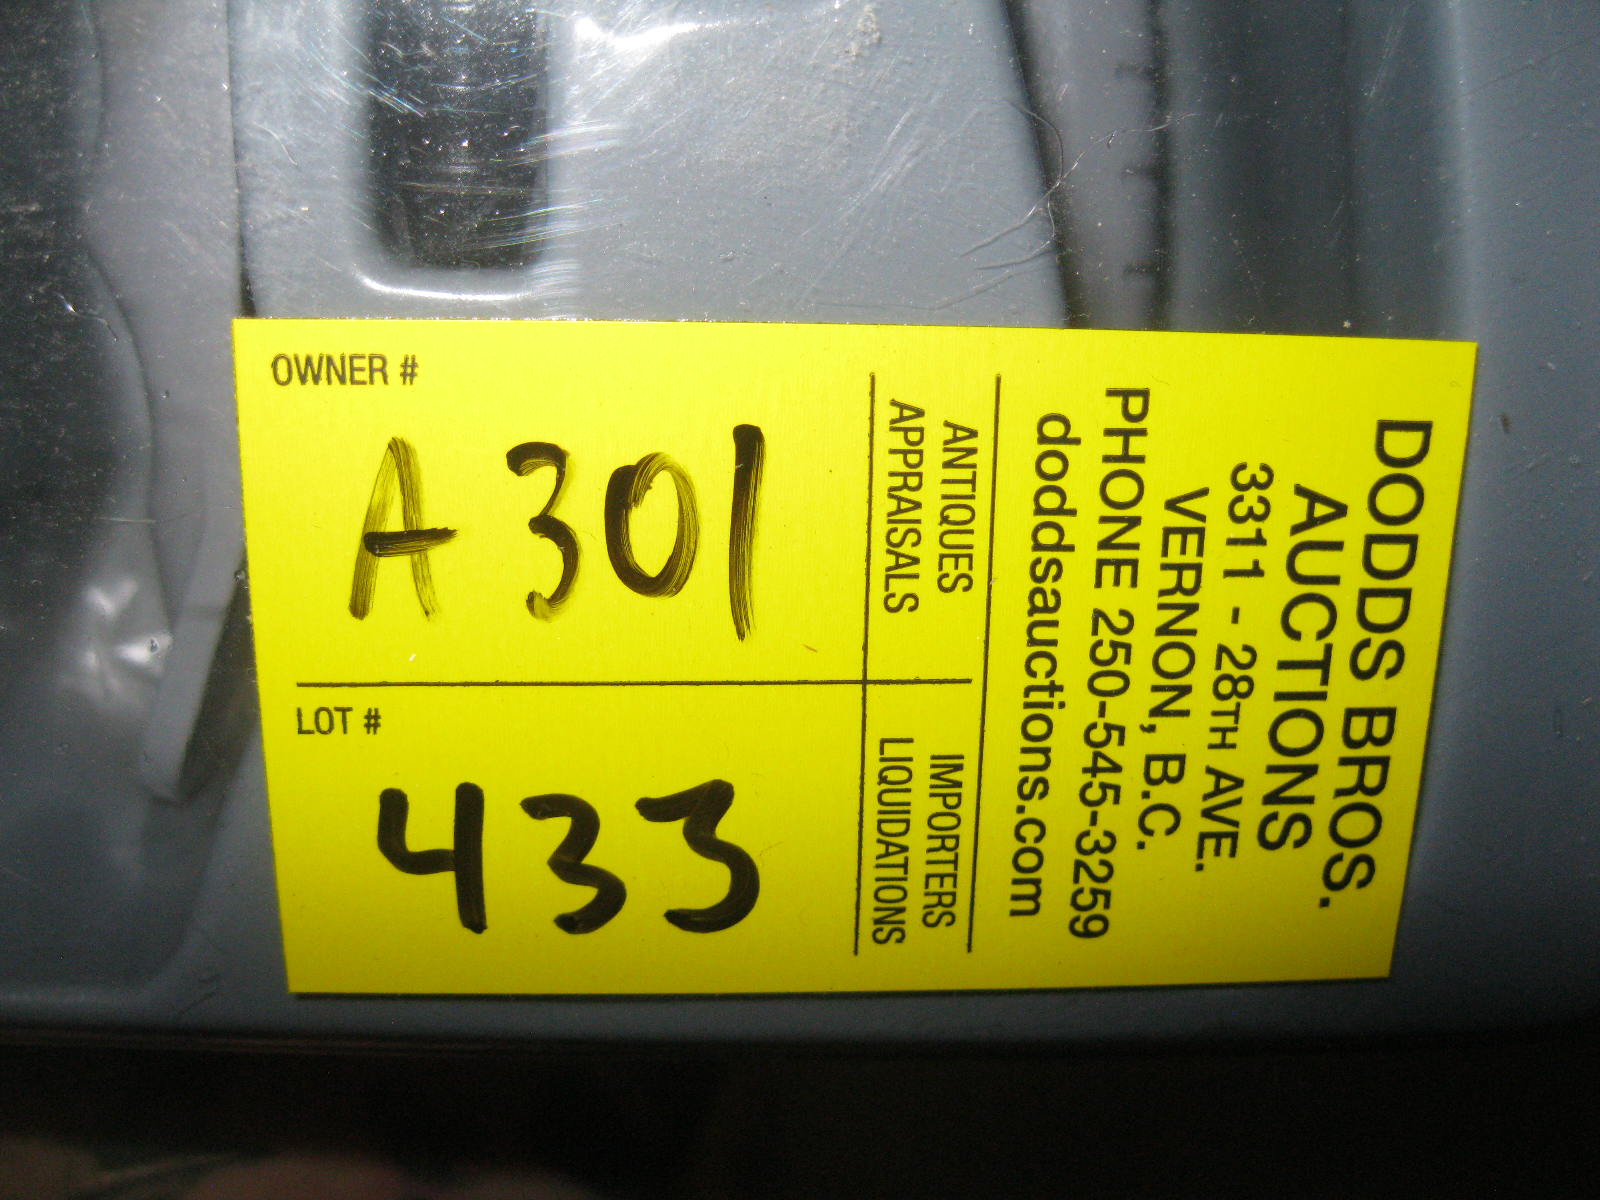 DODDS BROS.
AUCTIONS
3311 - 28TH AVE.
VERNON, B.C.
PHONE 250-545-3259
doddsauctions.com
ANTIQUES
APPRAISALS
IMPORTERS
LIQUIDATIONS
OWNER #
A301
LOT #
433